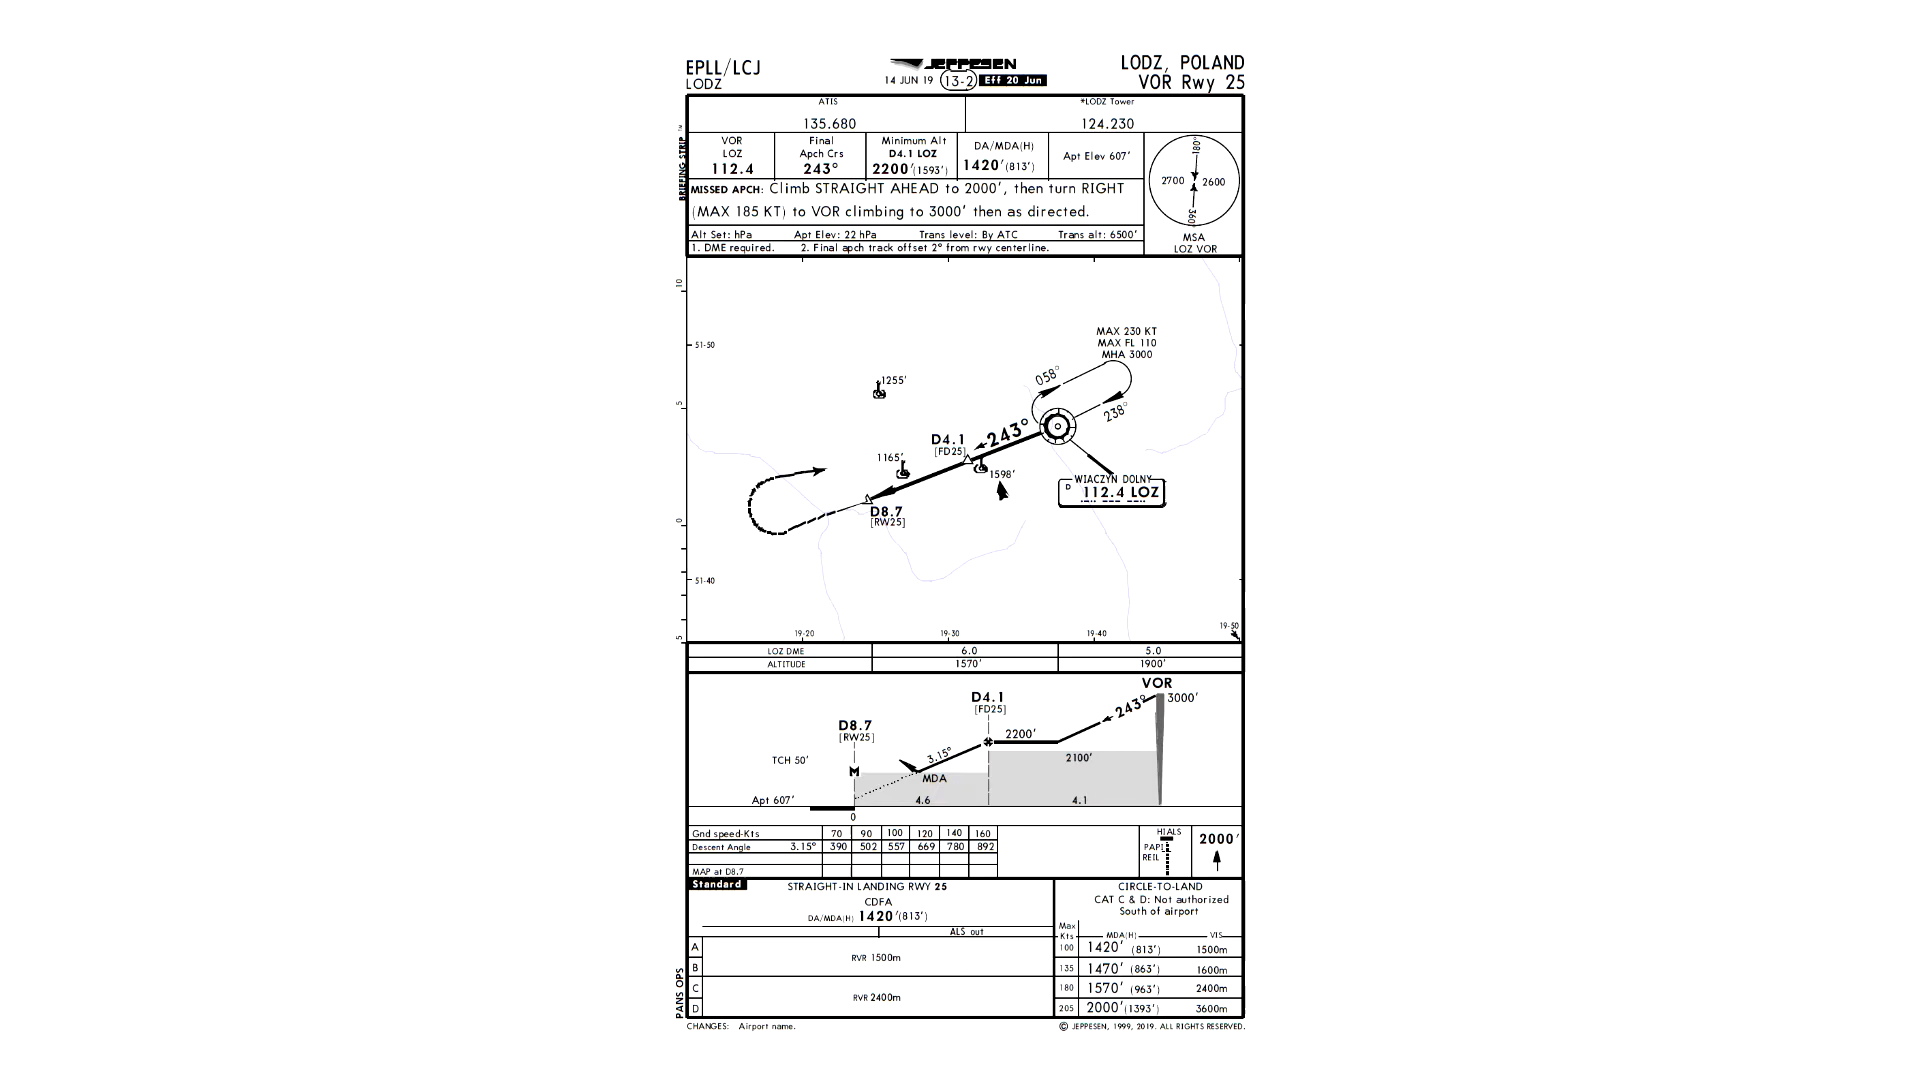 EPLL/LCJ
LODZ
JEPPESEN
14 JUN 19 13-2 Eff 20 Jun
LODZ, POLAND
VOR Rwy 25
BRIEFING STRIP ™
ATIS
135.680
*LODZ Tower
124.230
VOR
LOZ
112.4
Final
Apch Crs
243°
Minimum Alt
D4.1 LOZ
2200'(1593')
DA/MDA(H)
1420'(813')
Apt Elev 607'
MISSED APCH: Climb STRAIGHT AHEAD to 2000', then turn RIGHT
(MAX 185 KT) to VOR climbing to 3000' then as directed.
Alt Set: hPa Apt Elev: 22 hPa Trans level: By ATC Trans alt: 6500'
1. DME required. 2. Final apch track offset 2° from rwy centerline.
180°
2700 2600
360°
MSA
LOZ VOR
10
51-50
5
0
51-40
5
MAX 230 KT
MAX FL 110
MHA 3000
058°
238°
1255'
243°
D4.1
[FD25]
1165'
1598'
WIACZYN DOLNY
D 112.4 LOZ
D8.7
[RW25]
19-20 19-30 19-40 19-50
LOZ DME 6.0 5.0
ALTITUDE 1570' 1900'
VOR
3000'
243°
D4.1
[FD25]
D8.7
[RW25]
2200'
3.15°
TCH 50'
M
2100'
MDA
Apt 607'
4.6 4.1
0
Gnd speed-Kts 70 90 100 120 140 160
Descent Angle 3.15° 390 502 557 669 780 892
MAP at D8.7
HIALS
PAPI
REIL
2000'
Standard
STRAIGHT-IN LANDING RWY 25
CDFA
DA/MDA(H) 1420'(813')
ALS out
A
B
RVR 1500m
C
D
RVR 2400m
CIRCLE-TO-LAND
CAT C & D: Not authorized
South of airport
Max
Kts MDA(H) VIS
100 1420' (813') 1500m
135 1470' (863') 1600m
180 1570' (963') 2400m
205 2000'(1393') 3600m
PANS OPS
CHANGES: Airport name.
© JEPPESEN, 1999, 2019. ALL RIGHTS RESERVED.